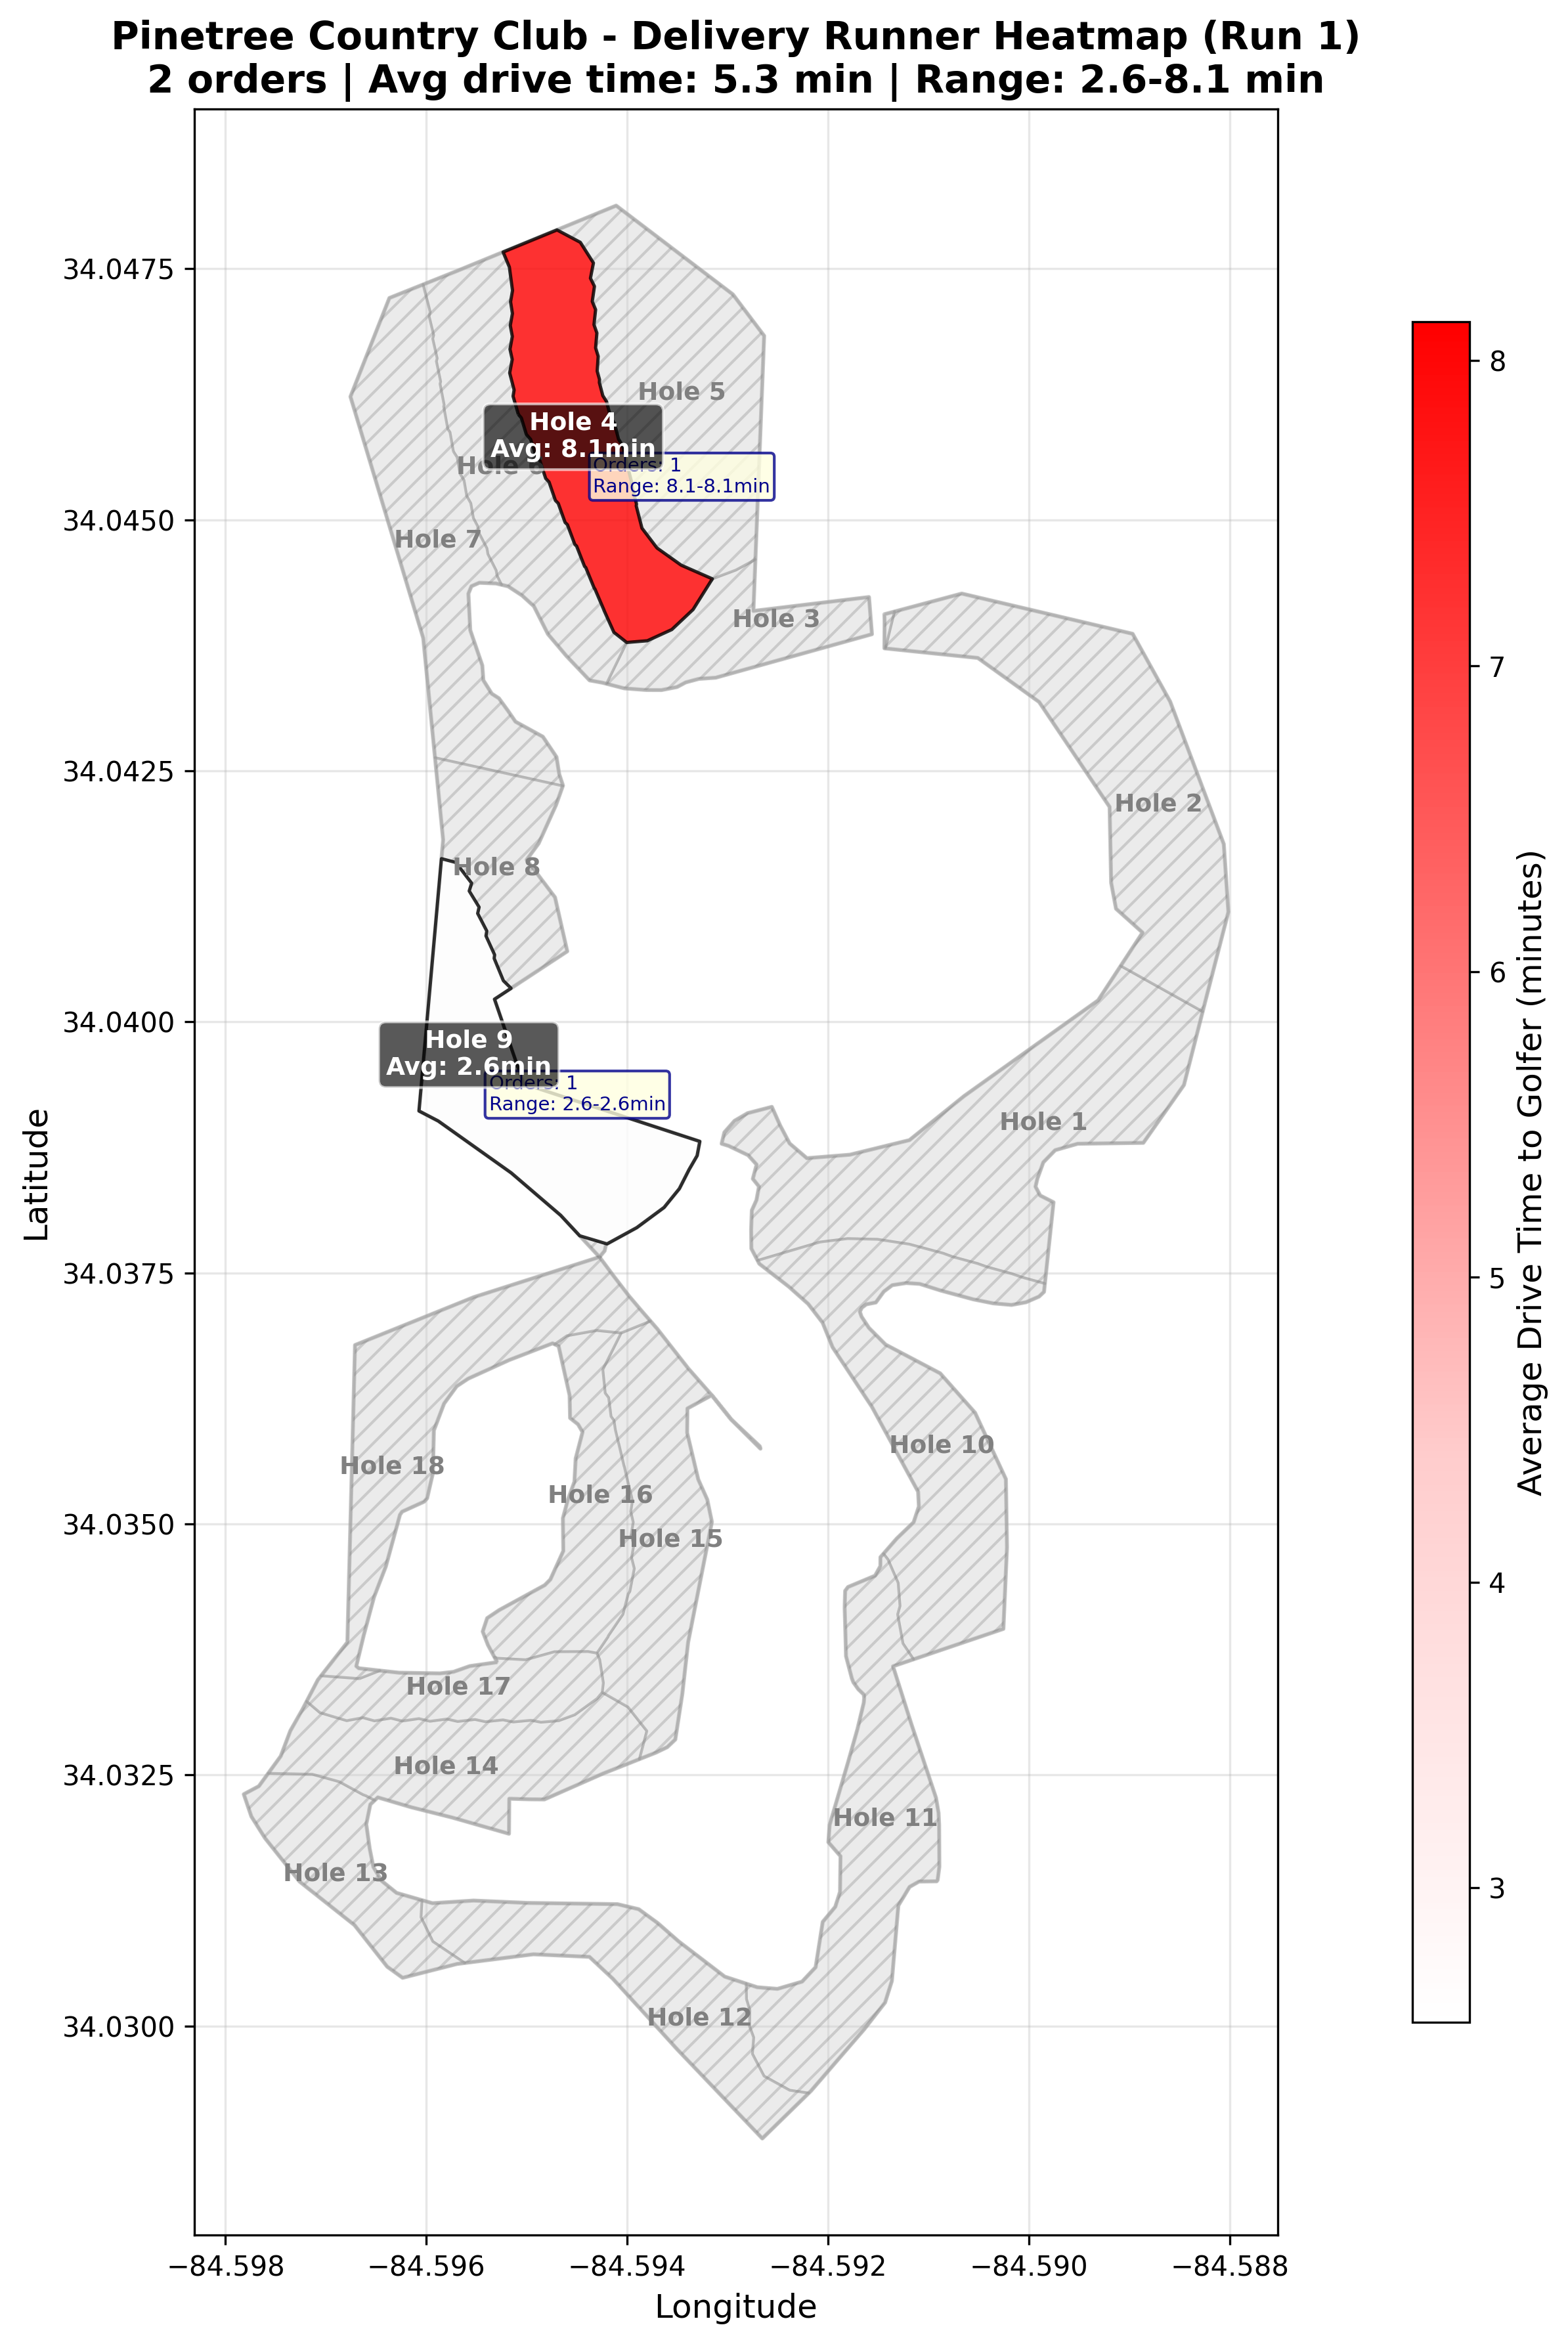 Pinetree Country Club - Delivery Runner Heatmap (Run 1)
2 orders | Avg drive time: 5.3 min | Range: 2.6-8.1 min
34.0475
34.0450
34.0425
34.0400
34.0375
34.0350
34.0325
34.0300
Latitude
Hole 5
Hole 4
Avg: 8.1min
Hole 6
Orders: 1
Range: 8.1-8.1min
Hole 7
Hole 3
Hole 2
Hole 8
Hole 9
Avg: 2.6min
Orders: 1
Range: 2.6-2.6min
Hole 1
Hole 10
Hole 18
Hole 16
Hole 15
Hole 17
Hole 14
Hole 11
Hole 13
Hole 12
−84.598
−84.596
−84.594
−84.592
−84.590
−84.588
Longitude
8
7
6
5
4
3
Average Drive Time to Golfer (minutes)